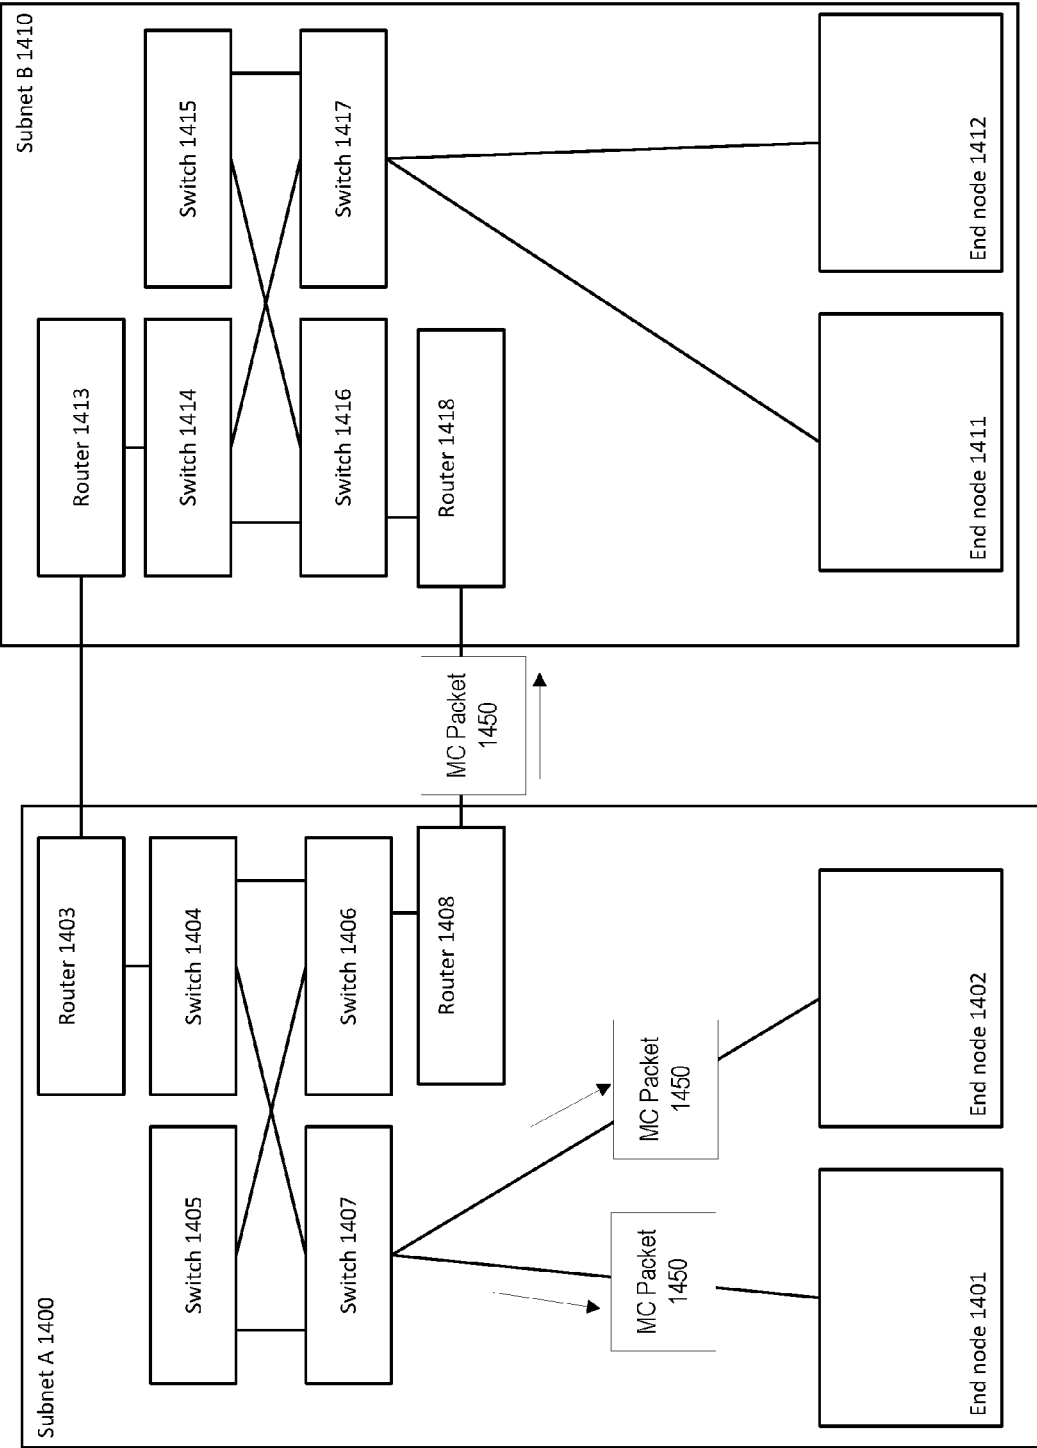 Subnet A 1400
Router 1403
Switch 1405
Switch 1404
Switch 1407
Switch 1406
Router 1408
MC Packet
1450
MC Packet
1450
End node 1401
End node 1402
MC Packet
1450
Subnet B 1410
Router 1413
Switch 1414
Switch 1415
Switch 1416
Switch 1417
Router 1418
End node 1411
End node 1412